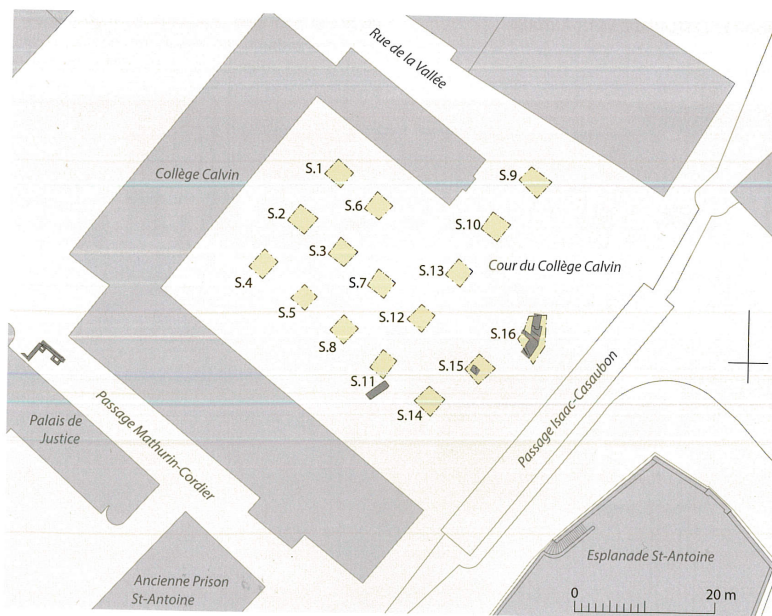 Rue de la Vallée
Collège Calvin
S.1
S.9
S.6
S.2
S.10
S.3
S.4
S.13
Cour du Collège Calvin
S.7
S.5
S.12
S.8
S.16
S.11
S.15
S.14
Passage Isaac-Casaubon
Passage Mathurin-Cordier
Palais de
Justice
Ancienne Prison
St-Antoine
Esplanade St-Antoine
0
20 m